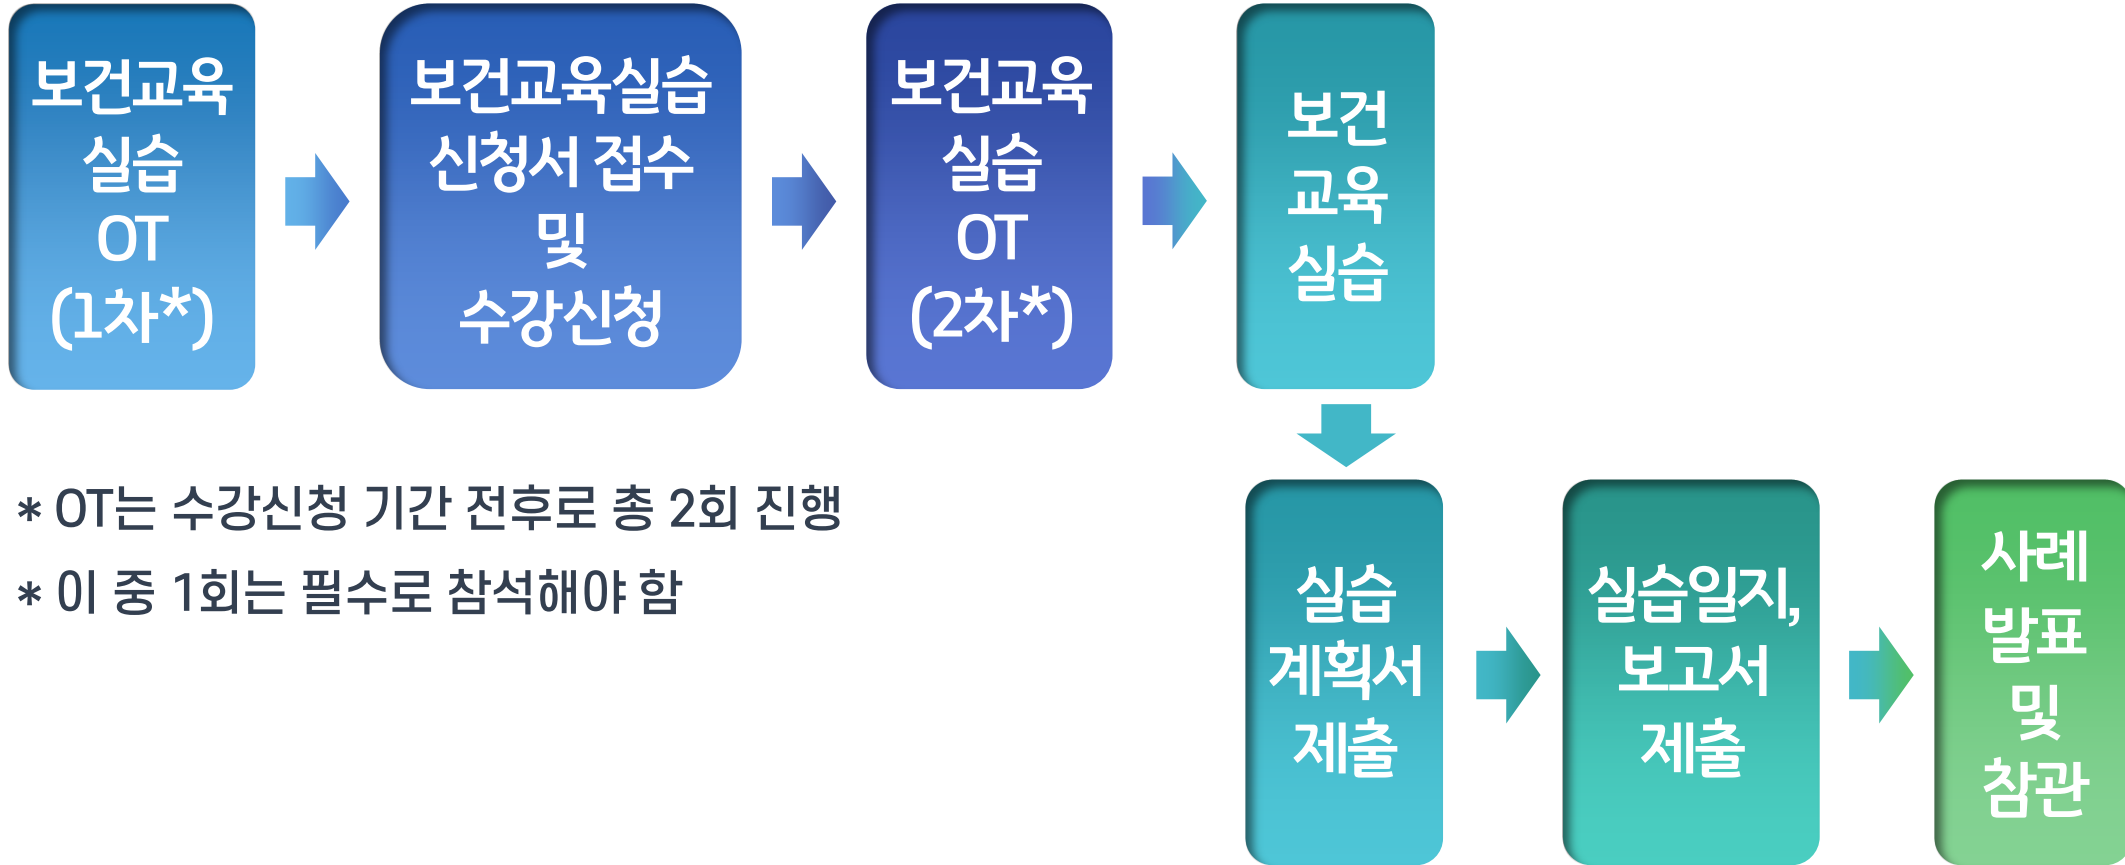 보건교육
실습
OT
(1차*)
보건교육실습
신청서 접수
및
수강신청
보건교육
실습
OT
(2차*)
보건
교육
실습
* OT는 수강신청 기간 전후로 총 2회 진행
* 이 중 1회는 필수로 참석해야 함
실습
계획서
제출
실습일지,
보고서
제출
사례
발표
및
참관